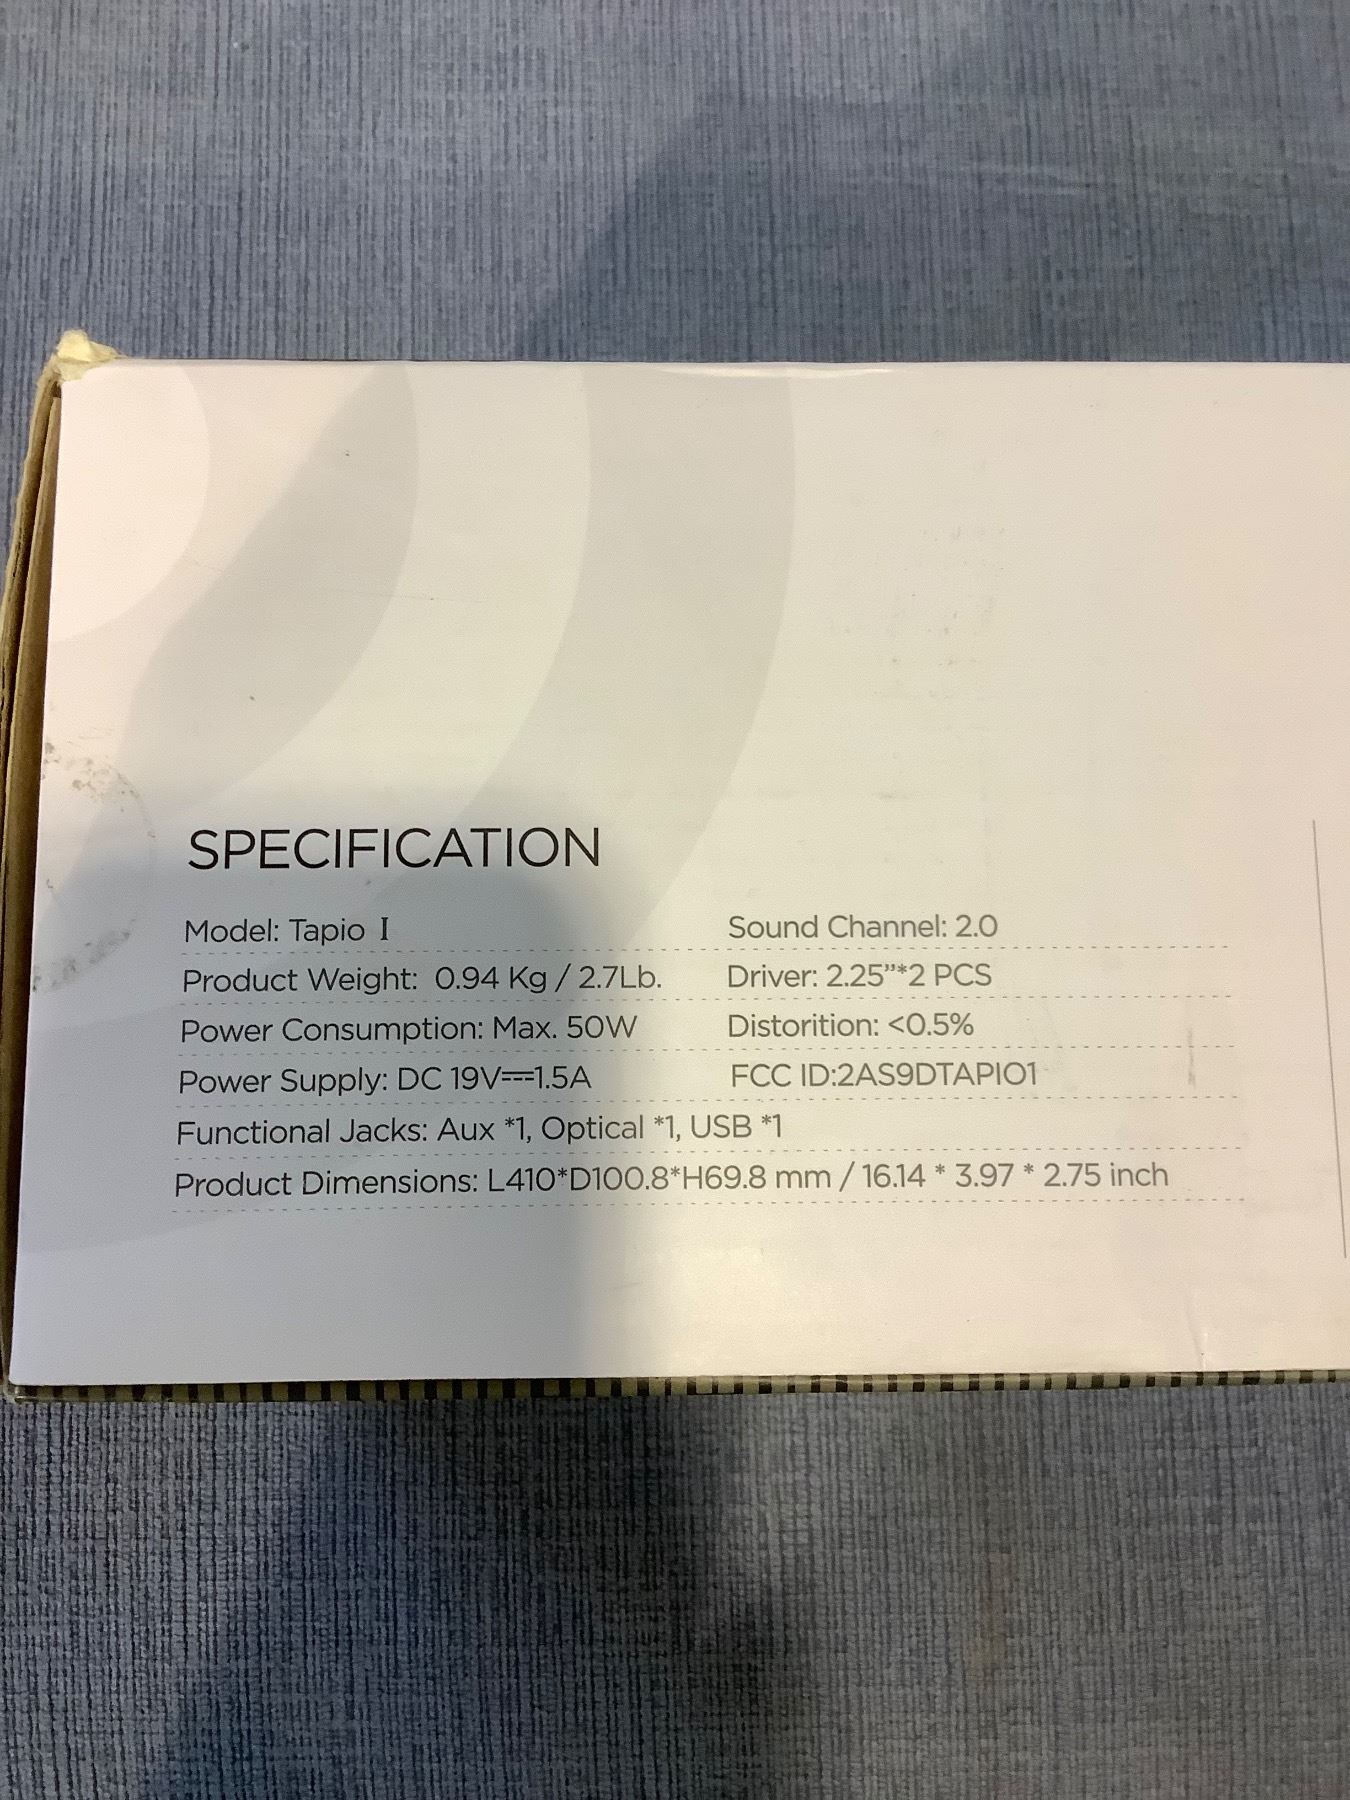 SPECIFICATION
Model: Tapio I
Sound Channel: 2.0
Product Weight: 0.94 Kg / 2.7Lb.
Driver: 2.25”*2 PCS
Power Consumption: Max. 50W
Distorition: <0.5%
Power Supply: DC 19V⎓1.5A
FCC ID:2AS9DTAPIO1
Functional Jacks: Aux *1, Optical *1, USB *1
Product Dimensions: L410*D100.8*H69.8 mm / 16.14 * 3.97 * 2.75 inch